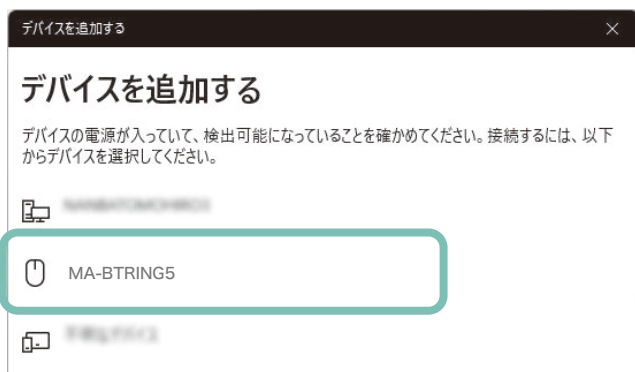 デバイスを追加する
デバイスを追加する
デバイスの電源が入っていて、検出可能になっていることを確かめてください。接続するには、以下
からデバイスを選択してください。
MA-BTRING5